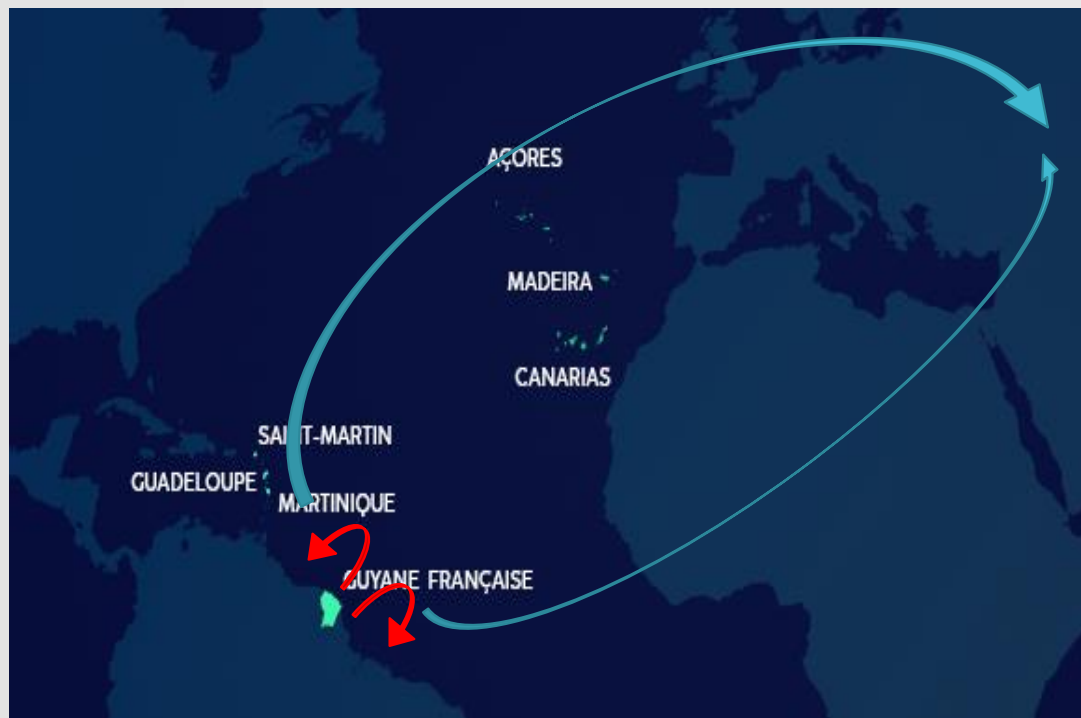 AÇORES
MADEIRA
CANARIAS
SAINT-MARTIN
GUADELOUPE
MARTINIQUE
GUYANE FRANÇAISE